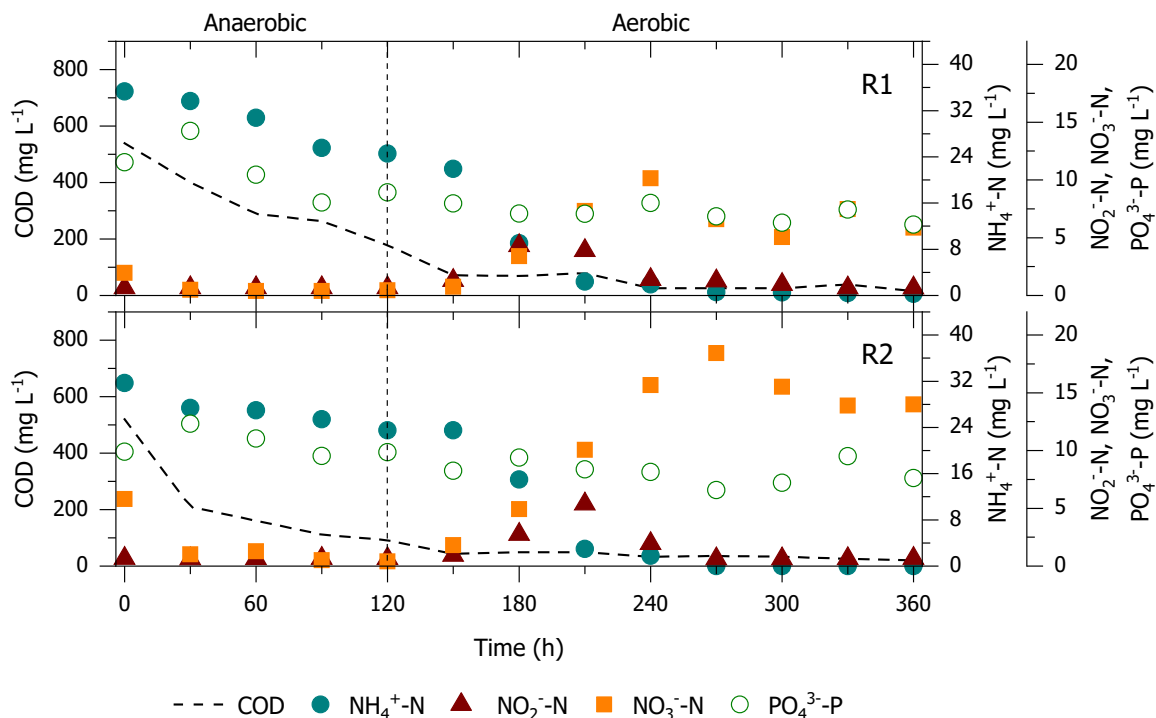 Anaerobic Aerobic
R1
800
600
400
200
0
COD (mg L⁻¹)
40
32
24
16
8
0
NH₄⁺-N (mg L⁻¹)
20
15
10
5
0
NO₂⁻-N, NO₃⁻-N,
PO₄³⁻-P (mg L⁻¹)
R2
800
600
400
200
0
COD (mg L⁻¹)
40
32
24
16
8
0
NH₄⁺-N (mg L⁻¹)
20
15
10
5
0
NO₂⁻-N, NO₃⁻-N,
PO₄³⁻-P (mg L⁻¹)
0 60 120 180 240 300 360
Time (h)
COD NH₄⁺-N NO₂⁻-N NO₃⁻-N PO₄³⁻-P